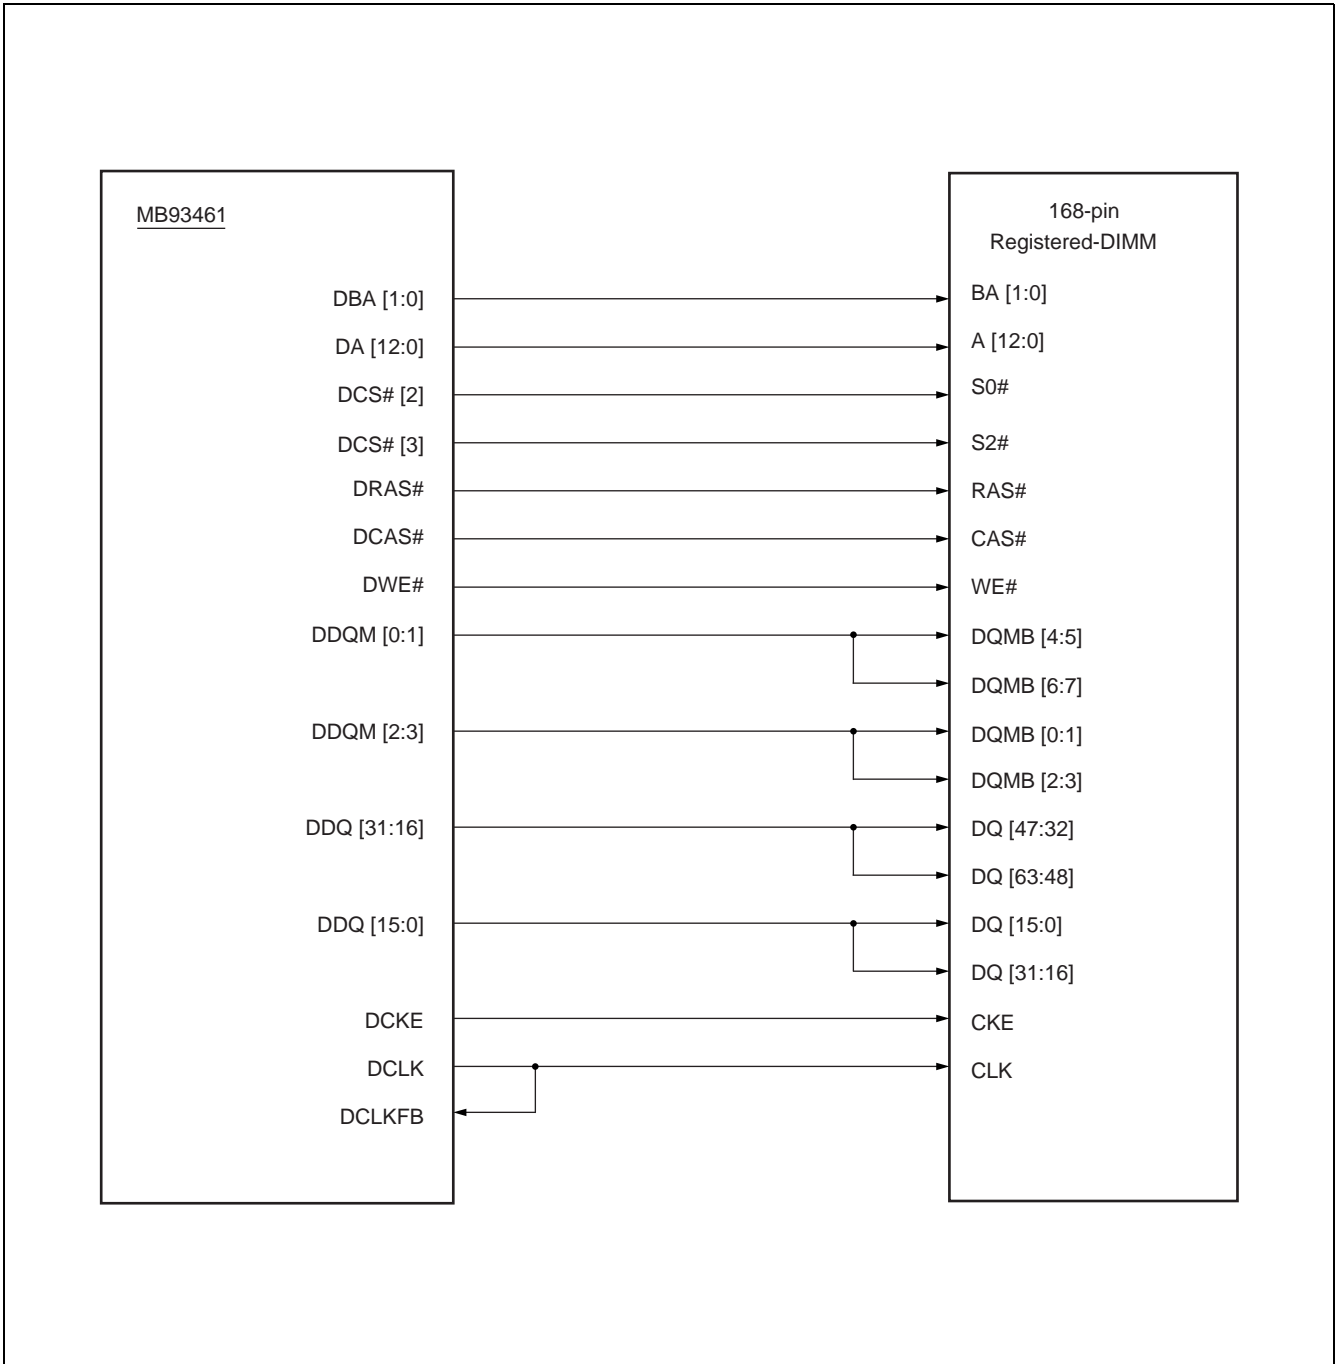 MB93461
168-pin
Registered-DIMM
DBA [1:0]
BA [1:0]
DA [12:0]
A [12:0]
DCS# [2]
S0#
DCS# [3]
S2#
DRAS#
RAS#
DCAS#
CAS#
DWE#
WE#
DDQM [0:1]
DQMB [4:5]
DQMB [6:7]
DDQM [2:3]
DQMB [0:1]
DQMB [2:3]
DDQ [31:16]
DQ [47:32]
DQ [63:48]
DDQ [15:0]
DQ [15:0]
DQ [31:16]
DCKE
CKE
DCLK
CLK
DCLKFB